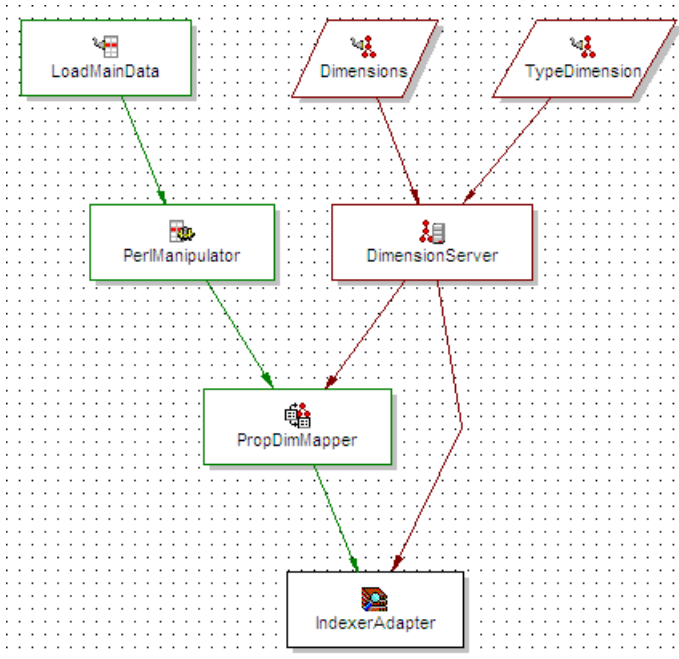 LoadMainData
Dimensions
TypeDimension
PerlManipulator
DimensionServer
PropDimMapper
IndexerAdapter